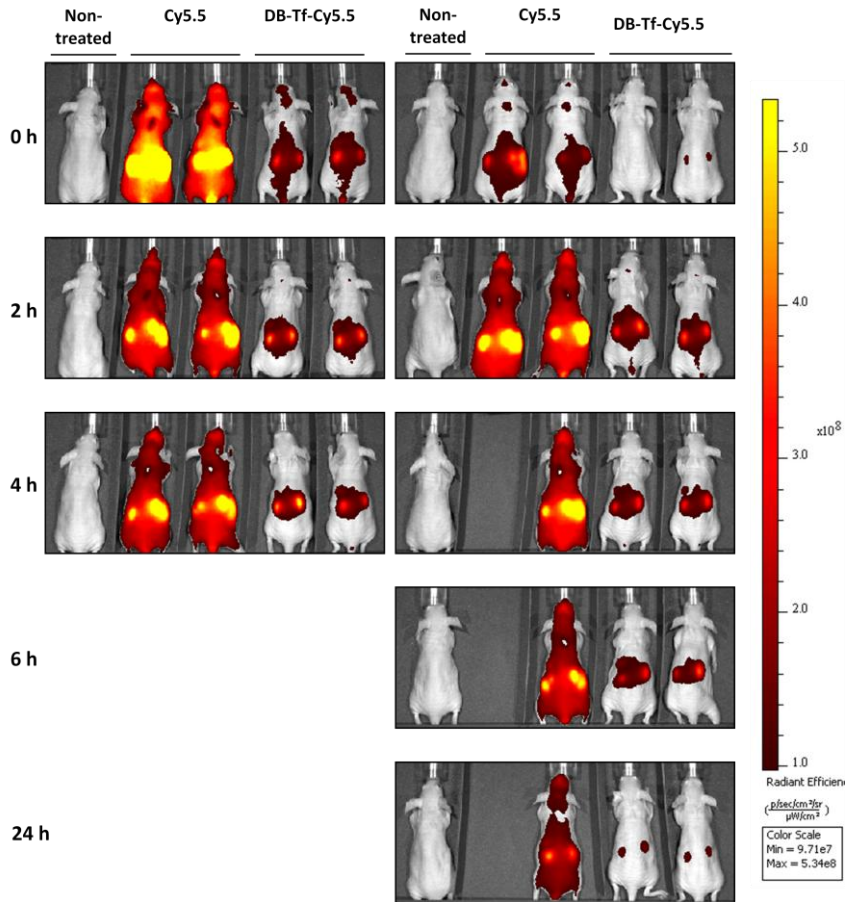 Non-
treated
Cy5.5
DB-Tf-Cy5.5
Non-
treated
Cy5.5
DB-Tf-Cy5.5
0 h
2 h
4 h
6 h
24 h
5.0
4.0
x10⁸
3.0
2.0
1.0
Radiant Efficien
(p/sec/cm²/sr
µW/cm²)
Color Scale
Min = 9.71e7
Max = 5.34e8